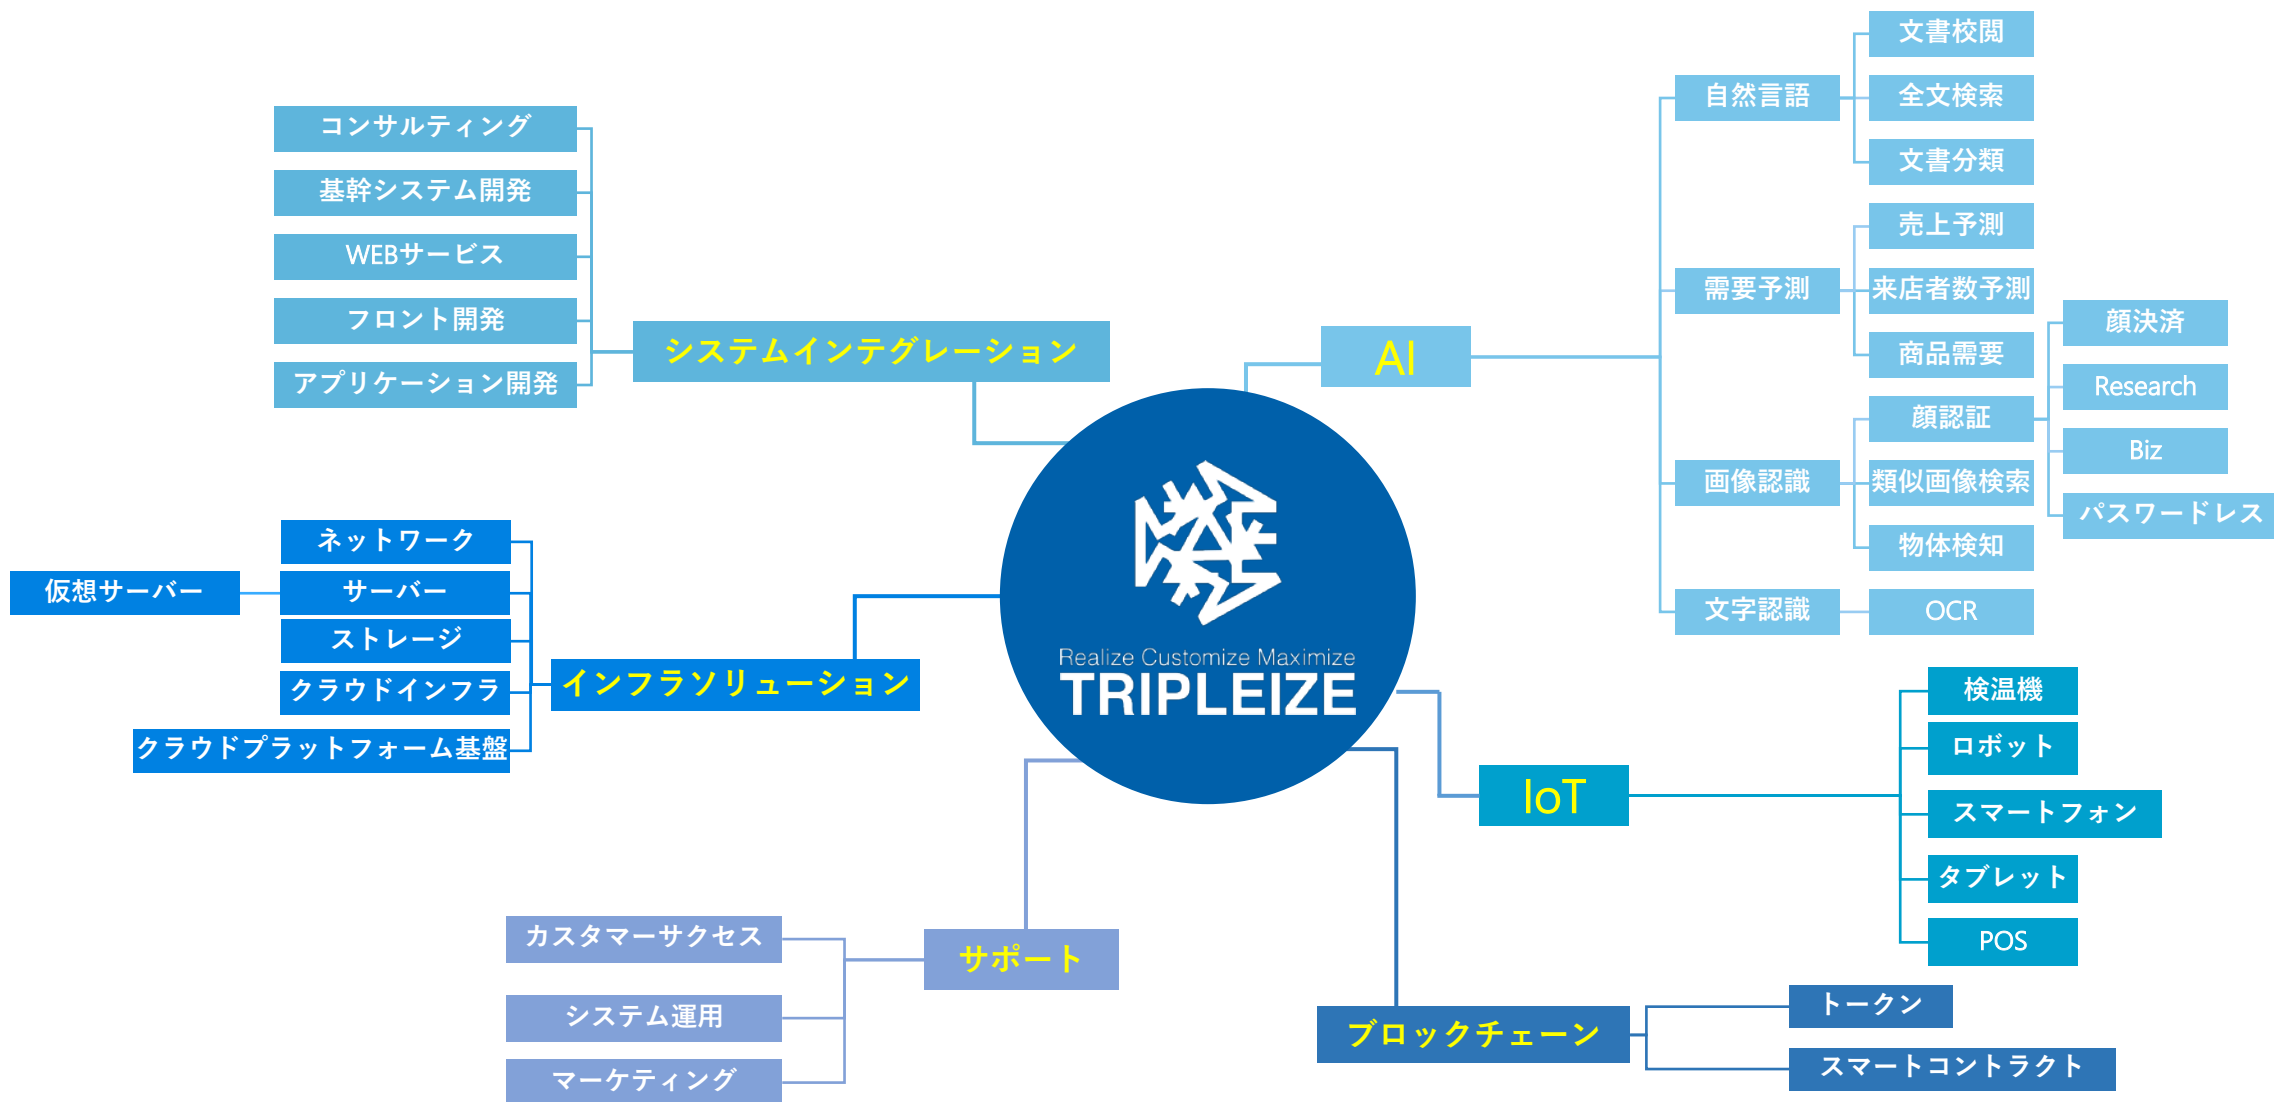 コンサルティング
基幹システム開発
WEBサービス
フロント開発
アプリケーション開発
システムインテグレーション
ネットワーク
仮想サーバー
サーバー
ストレージ
クラウドインフラ
クラウドプラットフォーム基盤
インフラソリューション
カスタマーサクセス
システム運用
マーケティング
サポート
Realize Customize Maximize
TRIPLEIZE
AI
自然言語
文書校閲
全文検索
文書分類
需要予測
売上予測
来店者数予測
商品需要
画像認識
顔認証
類似画像検索
物体検知
顔決済
Research
Biz
パスワードレス
文字認識
OCR
IoT
検温機
ロボット
スマートフォン
タブレット
POS
ブロックチェーン
トークン
スマートコントラクト